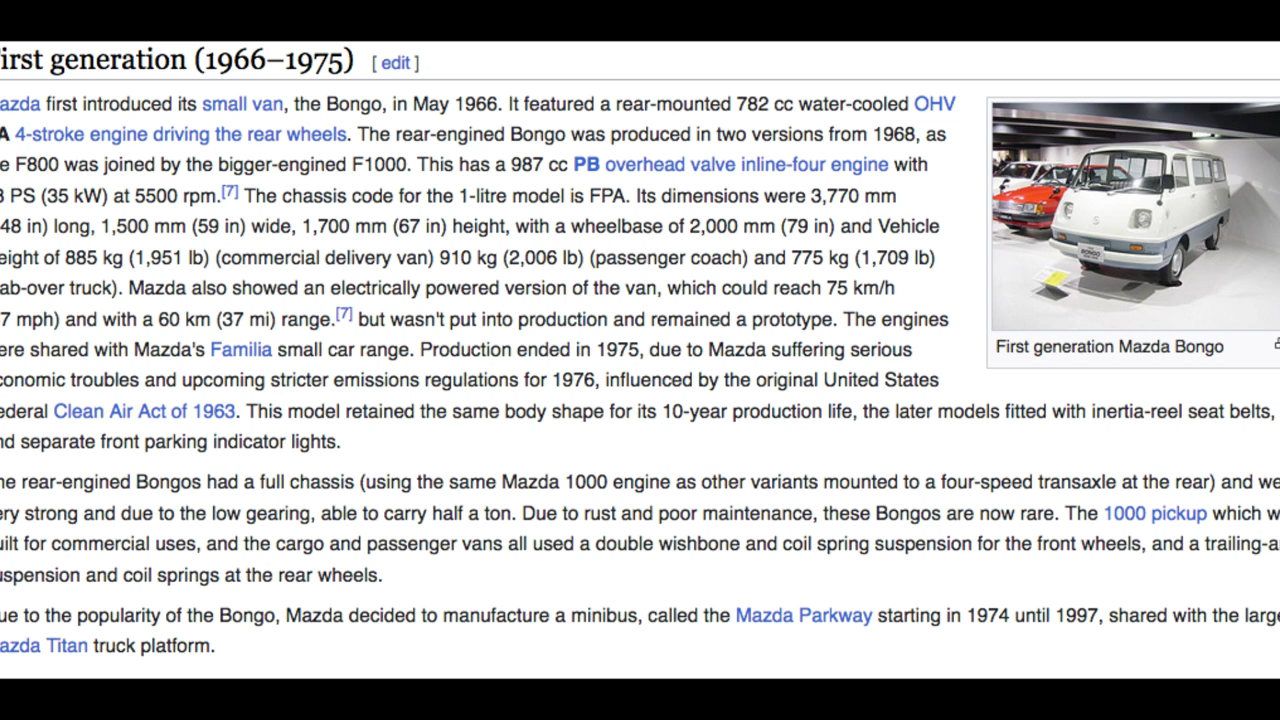 irst generation (1966–1975) [ edit ]
azda first introduced its small van, the Bongo, in May 1966. It featured a rear-mounted 782 cc water-cooled OHV
A 4-stroke engine driving the rear wheels. The rear-engined Bongo was produced in two versions from 1968, as
e F800 was joined by the bigger-engined F1000. This has a 987 cc PB overhead valve inline-four engine with
PS (35 kW) at 5500 rpm.[7] The chassis code for the 1-litre model is FPA. Its dimensions were 3,770 mm
48 in) long, 1,500 mm (59 in) wide, 1,700 mm (67 in) height, with a wheelbase of 2,000 mm (79 in) and Vehicle
eight of 885 kg (1,951 lb) (commercial delivery van) 910 kg (2,006 lb) (passenger coach) and 775 kg (1,709 lb)
ab-over truck). Mazda also showed an electrically powered version of the van, which could reach 75 km/h
7 mph) and with a 60 km (37 mi) range.[7] but wasn't put into production and remained a prototype. The engines
ere shared with Mazda's Familia small car range. Production ended in 1975, due to Mazda suffering serious
conomic troubles and upcoming stricter emissions regulations for 1976, influenced by the original United States
ederal Clean Air Act of 1963. This model retained the same body shape for its 10-year production life, the later models fitted with inertia-reel seat belts,
nd separate front parking indicator lights.
First generation Mazda Bongo
ne rear-engined Bongos had a full chassis (using the same Mazda 1000 engine as other variants mounted to a four-speed transaxle at the rear) and we
ery strong and due to the low gearing, able to carry half a ton. Due to rust and poor maintenance, these Bongos are now rare. The 1000 pickup which w
uilt for commercial uses, and the cargo and passenger vans all used a double wishbone and coil spring suspension for the front wheels, and a trailing-a
uspension and coil springs at the rear wheels.
ue to the popularity of the Bongo, Mazda decided to manufacture a minibus, called the Mazda Parkway starting in 1974 until 1997, shared with the large
azda Titan truck platform.